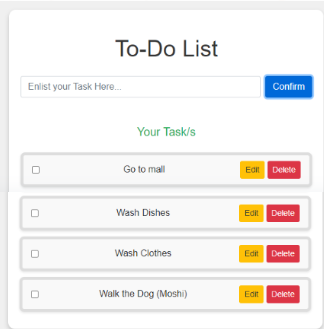 To-Do List
Enlist your Task Here...
Confirm
Your Task/s
Go to mall Edit Delete
Wash Dishes Edit Delete
Wash Clothes Edit Delete
Walk the Dog (Moshi) Edit Delete